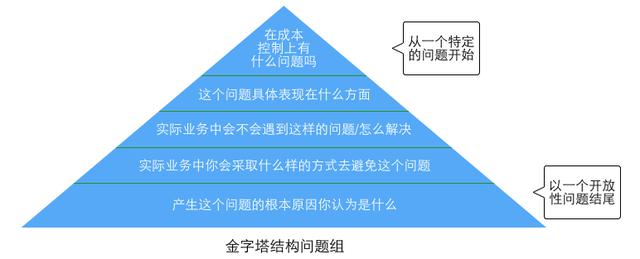 在成本
控制上有
什么问题吗
从一个特定
的问题开始
这个问题具体表现在什么方面
实际业务中会不会遇到这样的问题/怎么解决
实际业务中你会采取什么样的方式去避免这个问题
以一个开放
性问题结尾
产生这个问题的根本原因你认为是什么
金字塔结构问题组